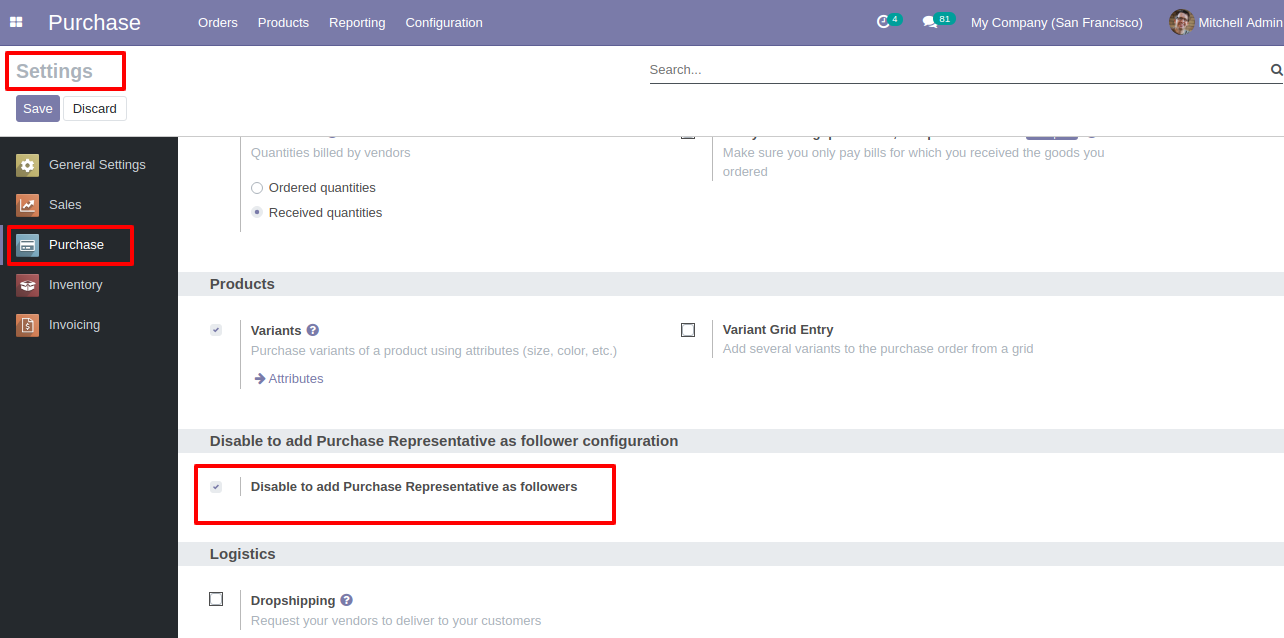 Purchase
Orders Products Reporting Configuration
4 81 My Company (San Francisco) Mitchell Admin
Settings
Search...
Save Discard
General Settings
Sales
Purchase
Inventory
Invoicing
Quantities billed by vendors
Ordered quantities
Received quantities
Make sure you only pay bills for which you received the goods you
ordered
Products
Variants ?
Purchase variants of a product using attributes (size, color, etc.)
Attributes
Variant Grid Entry
Add several variants to the purchase order from a grid
Disable to add Purchase Representative as follower configuration
Disable to add Purchase Representative as followers
Logistics
Dropshipping ?
Request your vendors to deliver to your customers